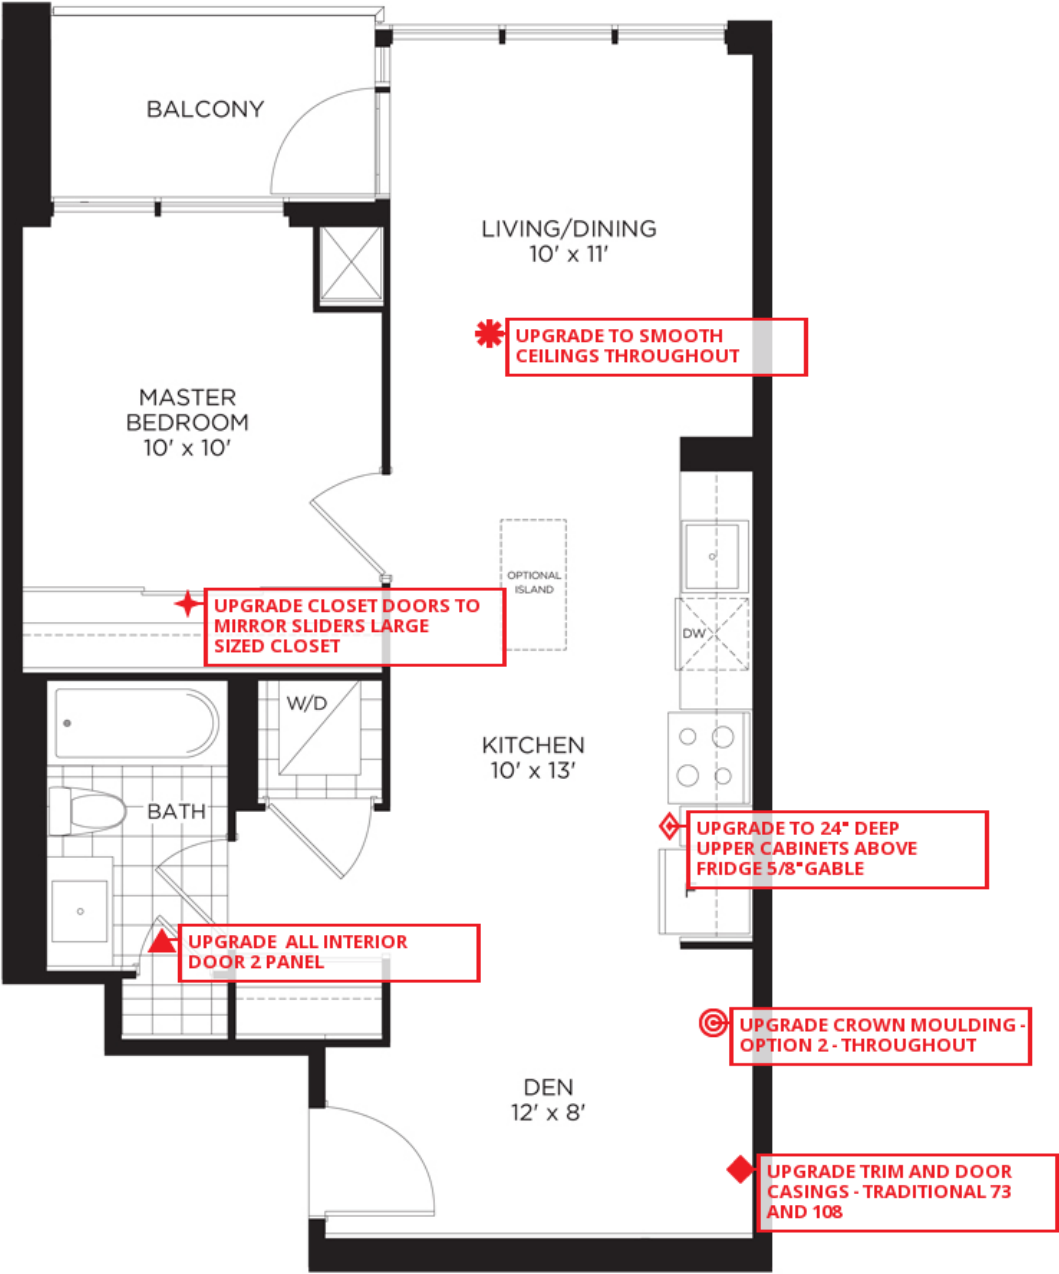 BALCONY
LIVING/DINING
10' x 11'
UPGRADE TO SMOOTH
CEILINGS THROUGHOUT
MASTER
BEDROOM
10' x 10'
OPTIONAL
ISLAND
UPGRADE CLOSET DOORS TO
MIRROR SLIDERS LARGE
SIZED CLOSET
DW
W/D
KITCHEN
10' x 13'
BATH
UPGRADE TO 24" DEEP
UPPER CABINETS ABOVE
FRIDGE 5/8"GABLE
UPGRADE  ALL INTERIOR
DOOR 2 PANEL
UPGRADE CROWN MOULDING -
OPTION 2 - THROUGHOUT
DEN
12' x 8'
UPGRADE TRIM AND DOOR
CASINGS - TRADITIONAL 73
AND 108